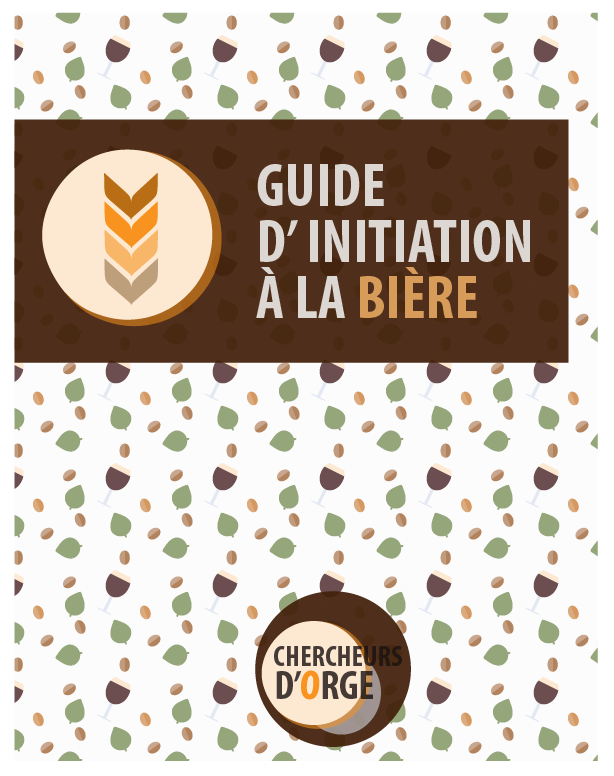 GUIDE
D' INITIATION
À LA BIÈRE
CHERCHEURS
D'ORGE